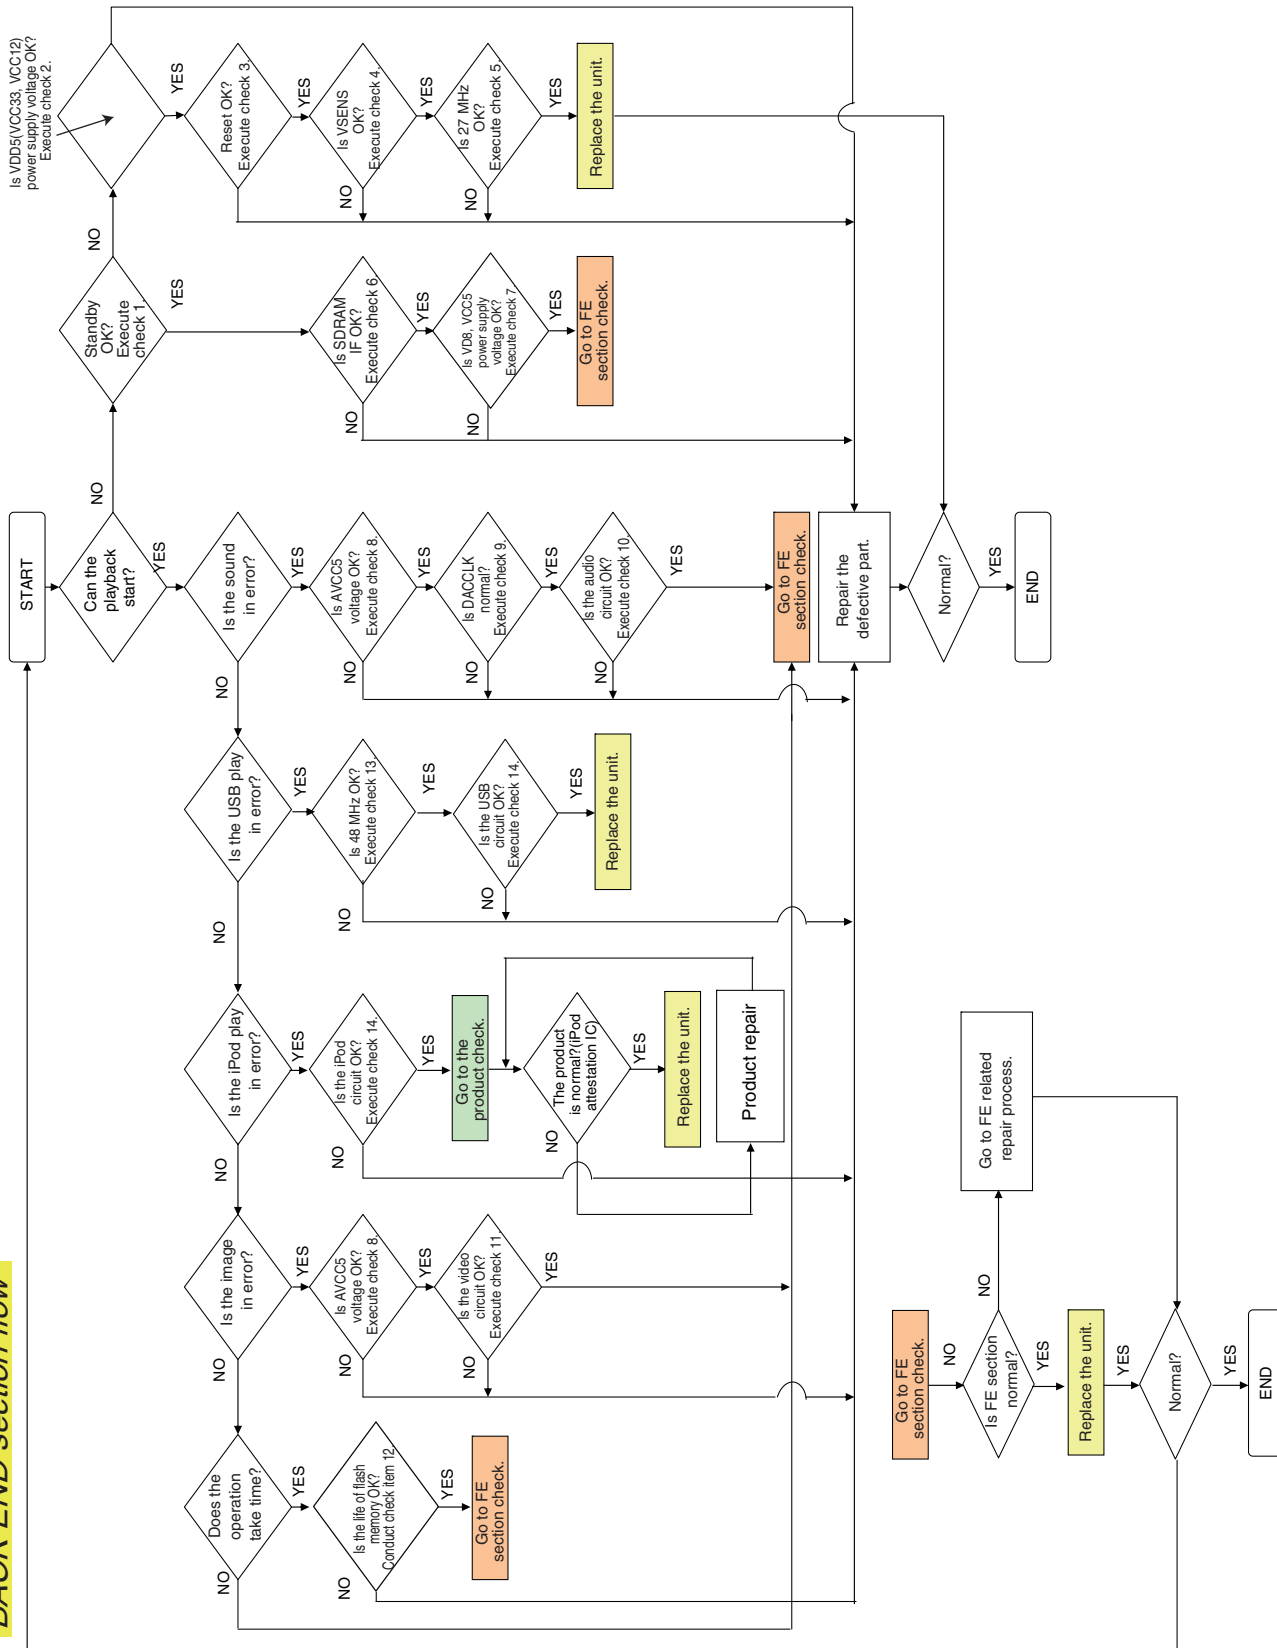 BACK END section flow
START
Can the
playback
start?
NO
YES
Standby
OK?
Execute
check 1.
NO
YES
Is VDD5(VCC33, VCC12)
power supply voltage OK?
Execute check 2.
YES
Reset OK?
Execute check 3.
YES
Is VSENS
OK?
Execute check 4.
NO
YES
Is 27 MHz
OK?
Execute check 5.
NO
YES
Replace the unit.
Is SDRAM
IF OK?
Execute check 6.
NO
YES
Is VD8, VCC5
power supply
voltage OK?
Execute check 7
NO
YES
Go to FE
section check.
Is the sound
in error?
NO
YES
Is AVCC5
voltage OK?
Execute check 8.
NO
YES
Is DACCLK
normal?
Execute check 9.
NO
YES
Is the audio
circuit OK?
Execute check 10.
NO
YES
Go to FE
section check.
Repair the
defective part.
Normal?
YES
END
Is the USB play
in error?
NO
YES
Is 48 MHz OK?
Execute check 13.
NO
YES
Is the USB
circuit OK?
Execute check 14.
NO
YES
Replace the unit.
Is the iPod play
in error?
NO
YES
Is the iPod
circuit OK?
Execute check 14.
NO
YES
Go to the
product check.
The product
is normal?(iPod
attestation IC)
NO
YES
Replace the unit.
Product repair
Is the image
in error?
NO
YES
Is AVCC5
voltage OK?
Execute check 8.
NO
YES
Is the video
circuit OK?
Execute check 11.
NO
YES
Does the
operation
take time?
NO
YES
Is the life of flash
memory OK?
Conduct check item 12.
NO
YES
Go to FE
section check.
Go to FE
section check.
NO
Is FE section
normal?
NO
YES
Go to FE related
repair process.
Replace the unit.
YES
Normal?
YES
END